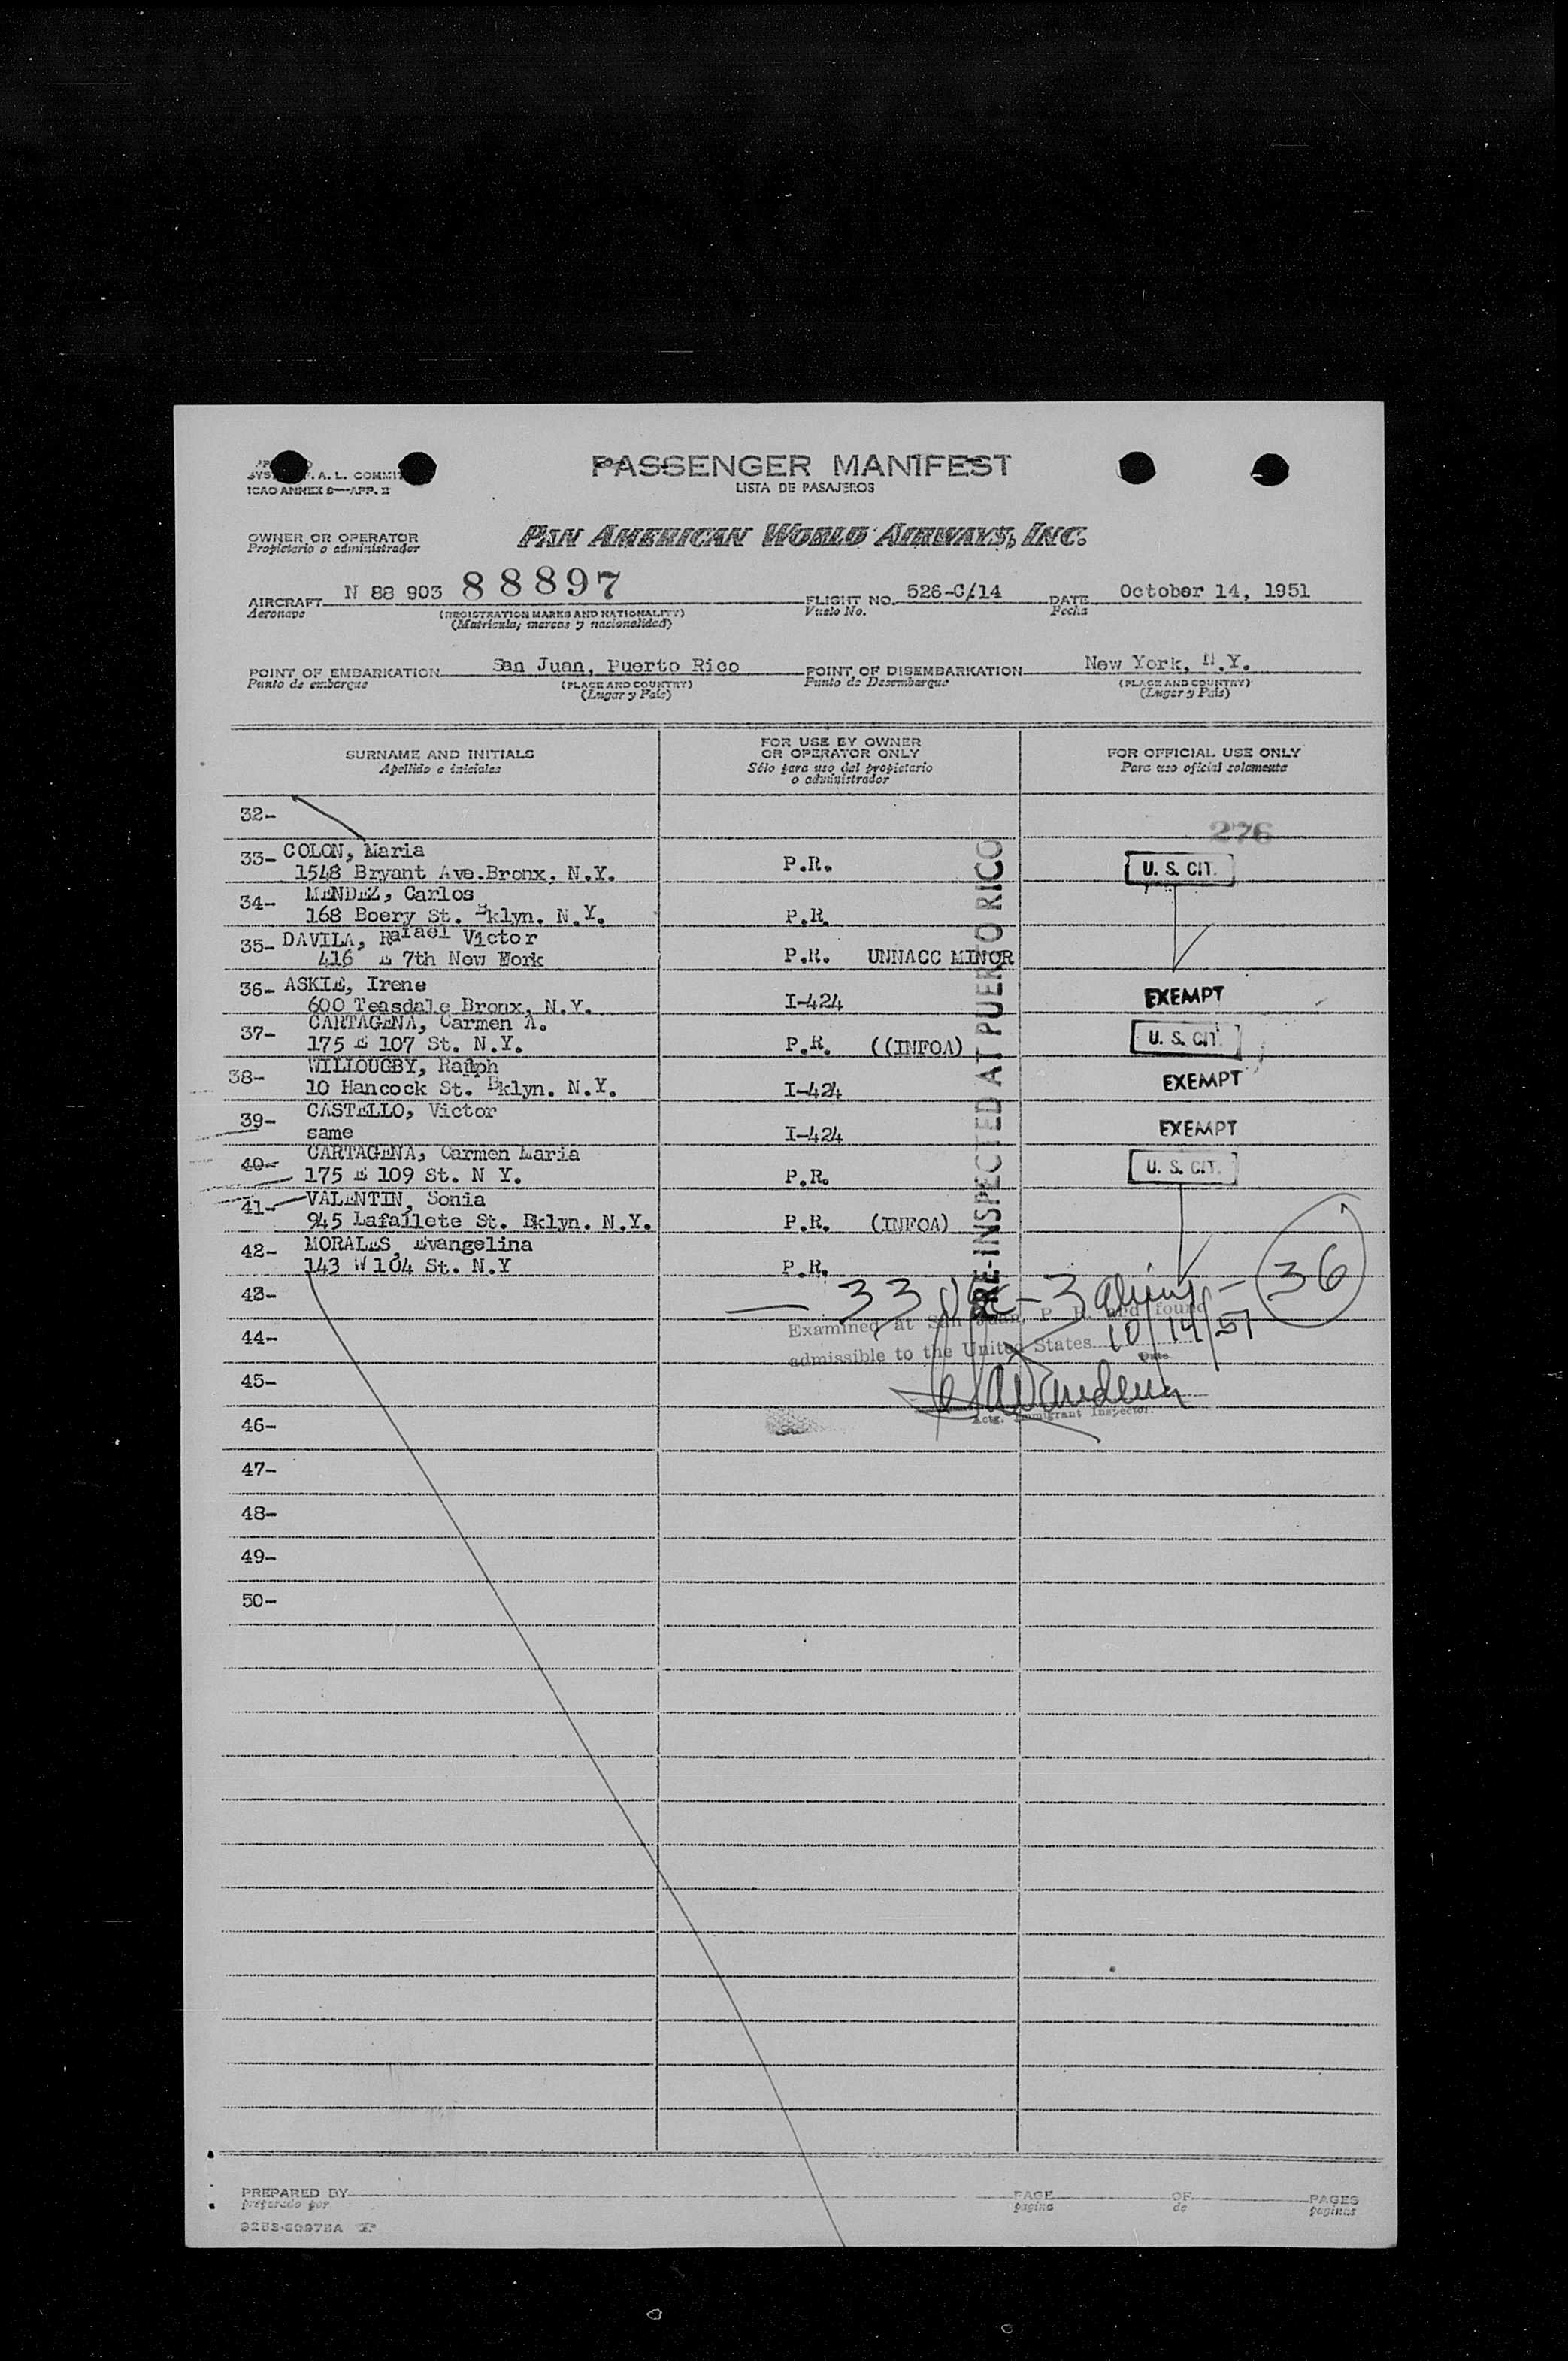 SYS
A. L. COMMIT
ICAO ANNEX 9—APP. II
PASSENGER MANIFEST
LISTA DE PASAJEROS
OWNER OR OPERATOR
Propietario o administrador
PAN AMERICAN WORLD AIRWAYS, INC.
AIRCRAFT N 88 903 88897 FLIGHT NO. 526-C/14 DATE October 14, 1951
Aeronave (REGISTRATION MARKS AND NATIONALITY) Vuelo No. Fecha
(Matricula, marcas y nacionalidad)
POINT OF EMBARKATION San Juan, Puerto Rico POINT OF DISEMBARKATION New York, N.Y.
Punto de embarque (PLACE AND COUNTRY) Punto de Desembarque (PLACE AND COUNTRY)
(Lugar y País) (Lugar y País)
SURNAME AND INITIALS
Apellido e iniciales
FOR USE BY OWNER
OR OPERATOR ONLY
Sólo para uso del propietario
o administrador
FOR OFFICIAL USE ONLY
Para uso oficial solamente
32-
276
33- COLON, Maria
1548 Bryant Ave.Bronx, N.Y. P.R. U. S. CIT.
34- MENDEZ, Carlos
168 Boery St. Bklyn. N.Y. P.R.
35- DAVILA, Rafael Victor
416 E 7th New Work P.R. UNNACC MINOR
36- ASKIE, Irene
600 Teasdale Bronx, N.Y. I-424 EXEMPT
37- CARTAGENA, Carmen A.
175 E 107 St. N.Y. P.R. ((INFOA) U. S. CIT.
38- WILLOUGBY, Ralph
10 Hancock St. Bklyn. N.Y. I-424 EXEMPT
39- CASTELLO, Victor
same I-424 EXEMPT
40- CARTAGENA, Carmen Maria
175 E 109 St. N Y. P.R. U. S. CIT.
41- VALENTIN, Sonia
945 Lafailete St. Bklyn. N.Y. P.R. (INFOA)
42- MORALES, Evangelina
143 W 104 St. N.Y P.R.
PRE-INSPECTED AT PUERTO RICO
43- — 33 USC - 3 aliens - 36
Examined at San Juan, P. R. and found
44- admissible to the United States 10/14/51
Date
45-
Actg. Immigrant Inspector.
46-
47-
48-
49-
50-
PREPARED BY PAGE OF PAGES
preparado por pagina de paginas